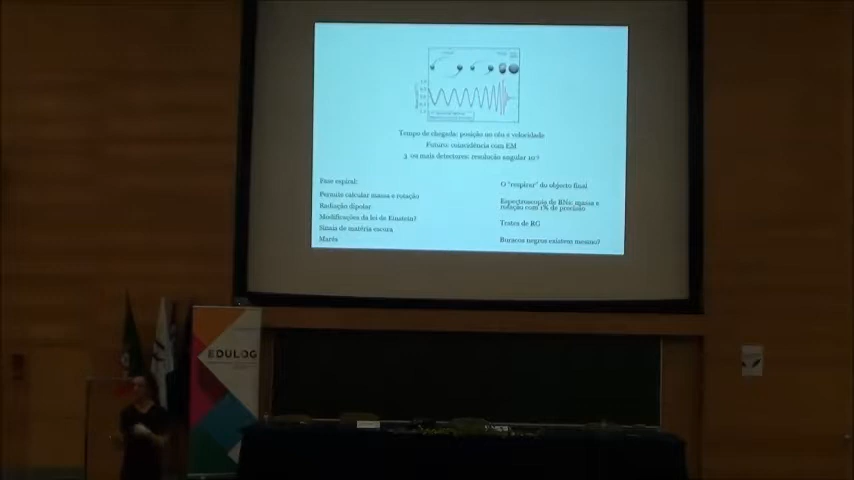 Tempo de chegada: posição no céu e velocidade
Futuro: coincidência com EM
3 ou mais detectores: resolução angular
Fase espiral:
Permite calcular massa e rotação
Radiação dipolar
Modificações da lei de Einstein?
Sinais de matéria escura
Marés
O "respirar" do objecto final
Espectroscopia de BNs: massa e
rotação com 1% de precisão
Testes de RG
Buracos negros existem mesmo?
EDULOG